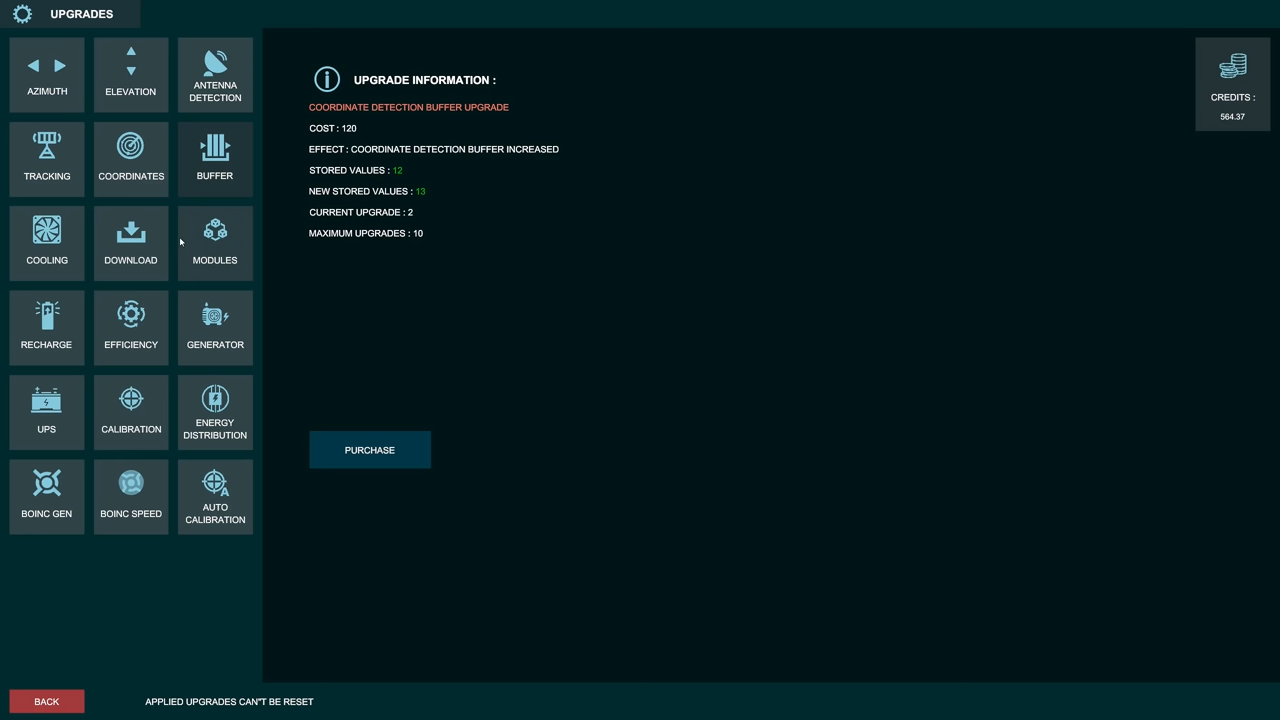 UPGRADES
AZIMUTH
ELEVATION
ANTENNA
DETECTION
TRACKING
COORDINATES
BUFFER
COOLING
DOWNLOAD
MODULES
RECHARGE
EFFICIENCY
GENERATOR
UPS
CALIBRATION
ENERGY
DISTRIBUTION
BOINC GEN
BOINC SPEED
AUTO
CALIBRATION
UPGRADE INFORMATION :
COORDINATE DETECTION BUFFER UPGRADE
COST : 120
EFFECT : COORDINATE DETECTION BUFFER INCREASED
STORED VALUES : 12
NEW STORED VALUES : 13
CURRENT UPGRADE : 2
MAXIMUM UPGRADES : 10
PURCHASE
CREDITS :
564.37
BACK
APPLIED UPGRADES CAN'T BE RESET